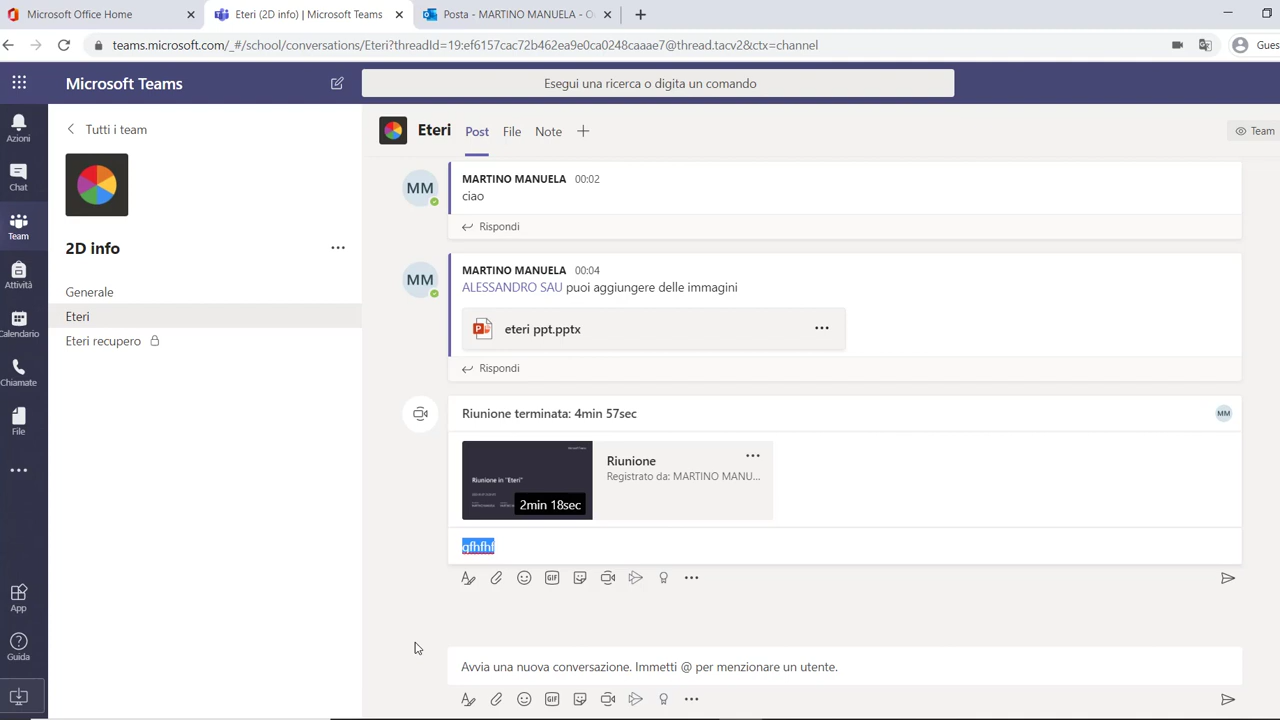 Microsoft Office Home
Eteri (2D info) | Microsoft Teams
Posta - MARTINO MANUELA - O
teams.microsoft.com/_#/school/conversations/Eteri?threadId=19:ef6157cac72b462ea9e0ca0248caaae7@thread.tacv2&ctx=channel
Gues
Microsoft Teams
Esegui una ricerca o digita un comando
Azioni
Chat
Team
Attività
Calendario
Chiamate
File
App
Guida
Tutti i team
2D info
Generale
Eteri
Eteri recupero
Eteri
Post
File
Note
Team
MM
MARTINO MANUELA 00:02
ciao
Rispondi
MM
MARTINO MANUELA 00:04
ALESSANDRO SAU puoi aggiungere delle immagini
eteri ppt.pptx
Rispondi
Riunione terminata: 4min 57sec
MM
Riunione in "Eteri"
2min 18sec
Riunione
Registrato da: MARTINO MANU...
gfhfhf
GIF
Avvia una nuova conversazione. Immetti @ per menzionare un utente.
GIF